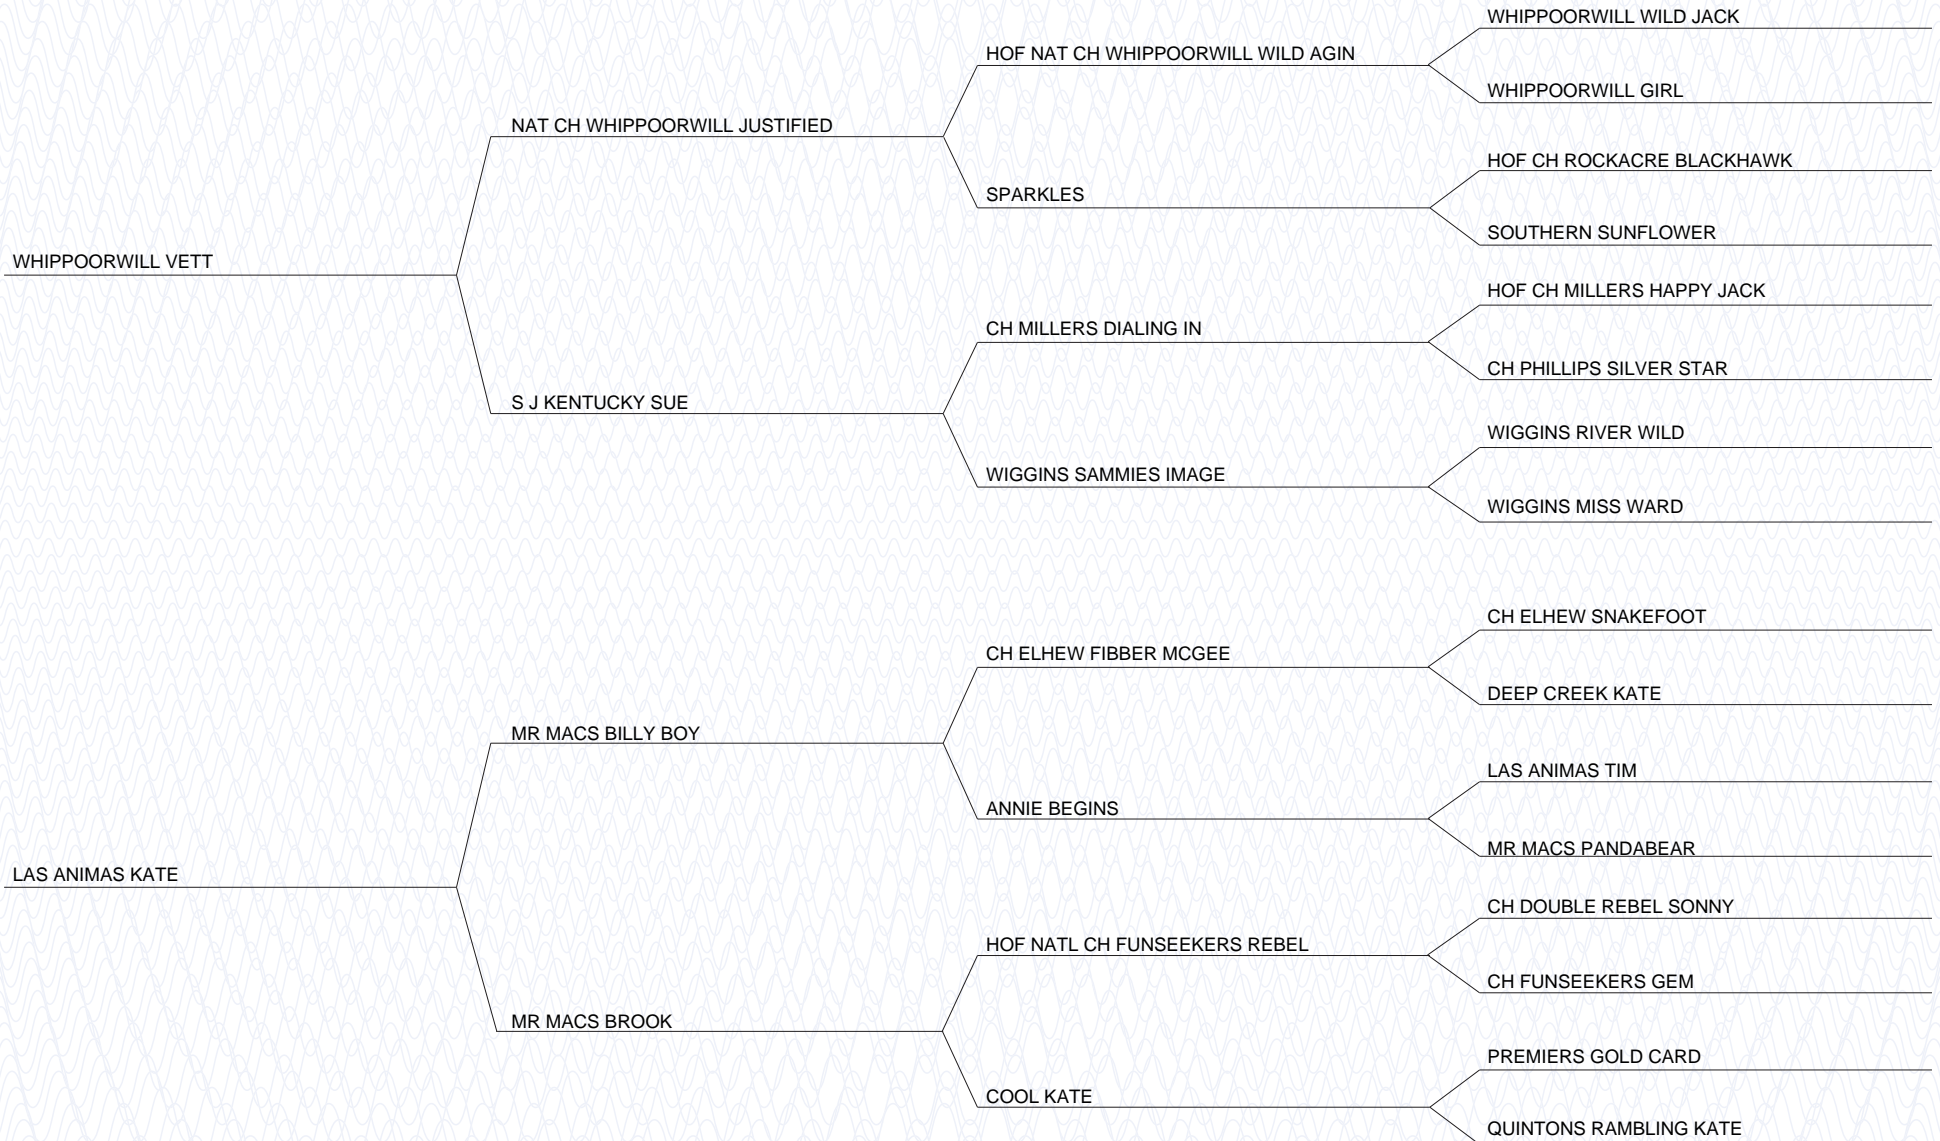 WHIPPOORWILL WILD JACK
HOF NAT CH WHIPPOORWILL WILD AGIN
WHIPPOORWILL GIRL
NAT CH WHIPPOORWILL JUSTIFIED
HOF CH ROCKACRE BLACKHAWK
SPARKLES
SOUTHERN SUNFLOWER
WHIPPOORWILL VETT
HOF CH MILLERS HAPPY JACK
CH MILLERS DIALING IN
CH PHILLIPS SILVER STAR
S J KENTUCKY SUE
WIGGINS RIVER WILD
WIGGINS SAMMIES IMAGE
WIGGINS MISS WARD
CH ELHEW SNAKEFOOT
CH ELHEW FIBBER MCGEE
DEEP CREEK KATE
MR MACS BILLY BOY
LAS ANIMAS TIM
ANNIE BEGINS
MR MACS PANDABEAR
LAS ANIMAS KATE
CH DOUBLE REBEL SONNY
HOF NATL CH FUNSEEKERS REBEL
CH FUNSEEKERS GEM
MR MACS BROOK
PREMIERS GOLD CARD
COOL KATE
QUINTONS RAMBLING KATE